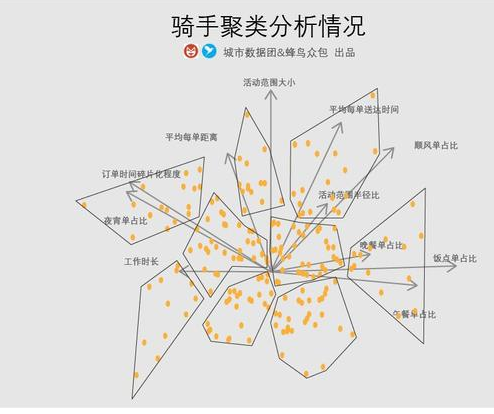 骑手聚类分析情况
城市数据团&蜂鸟众包 出品
活动范围大小
平均每单送达时间
平均每单距离
顺风单占比
订单时间碎片化程度
活动范围半径比
夜宵单占比
晚餐单占比
工作时长
饭点单占比
午餐单占比